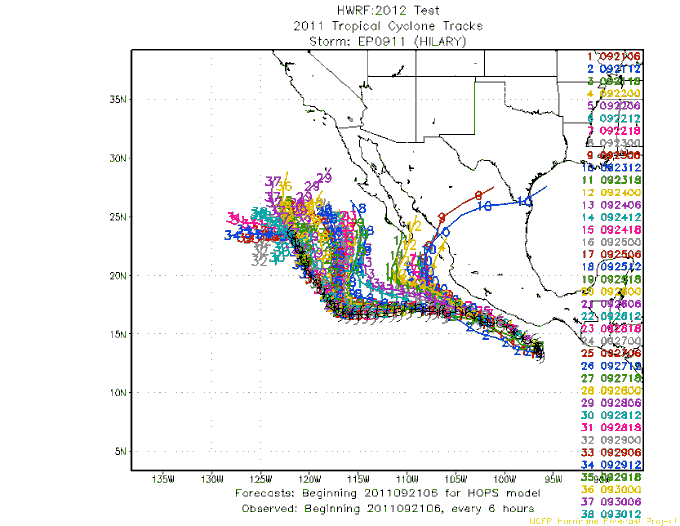 HWRF:2012 Test
2011 Tropical Cyclone Tracks
Storm: EP0911 (HILARY)
35N
30N
25N
20N
15N
10N
5N
135W
130W
125W
120W
115W
110W
105W
100W
95W
1 092106
2 092112
3 092118
4 092200
5 092206
6 092212
7 092218
8 092300
9 092306
10 092312
11 092318
12 092400
13 092406
14 092412
15 092418
16 092500
17 092506
18 092512
19 092518
20 092600
21 092606
22 092612
23 092618
24 092700
25 092706
26 092712
27 092718
28 092800
29 092806
30 092812
31 092818
32 092900
33 092906
34 092912
35 092918
36 093000
37 093006
38 093012
Forecasts: Beginning 2011092106 for HOPS model
Observed: Beginning 2011092106, every 6 hours
NCEP Hurricane Forecast Project